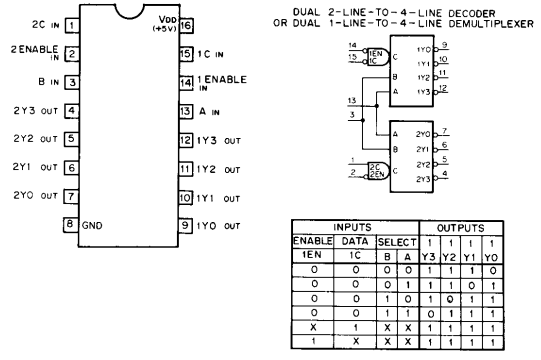 DUAL 2-LINE-TO-4-LINE DECODER
OR DUAL 1-LINE-TO-4-LINE DEMULTIPLEXER
2C IN 1
2 ENABLE IN 2
B IN 3
2Y3 OUT 4
2Y2 OUT 5
2Y1 OUT 6
2Y0 OUT 7
8 GND
VDD (+5V) 16
15 1C IN
14 1 ENABLE IN
13 A IN
12 1Y3 OUT
11 1Y2 OUT
10 1Y1 OUT
9 1Y0 OUT
14 1EN C 1Y0 9
15 1C 1Y1 10
B 1Y2 11
A 1Y3 12
13
3
A 2Y0 7
B 2Y1 6
1 2C C 2Y2 5
2 2EN 2Y3 4
INPUTS OUTPUTS
ENABLE DATA SELECT 1 1 1 1
1EN 1C B A Y3 Y2 Y1 Y0
0 0 0 0 1 1 1 0
0 0 0 1 1 1 0 1
0 0 1 0 1 0 1 1
0 0 1 1 0 1 1 1
X 1 X X 1 1 1 1
1 X X X 1 1 1 1